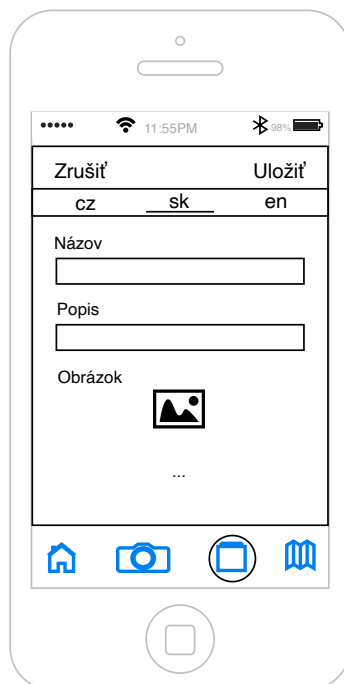 11:55PM 98%
Zrušiť Uložiť
cz sk en
Názov
Popis
Obrázok
...